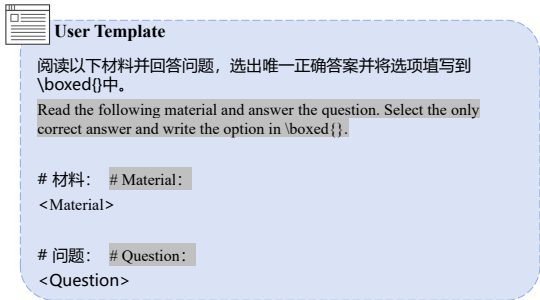 User Template
阅读以下材料并回答问题，选出唯一正确答案并将选项填写到
\boxed{}中。
Read the following material and answer the question. Select the only
correct answer and write the option in \boxed{}.
# 材料： # Material：
<Material>
# 问题： # Question：
<Question>